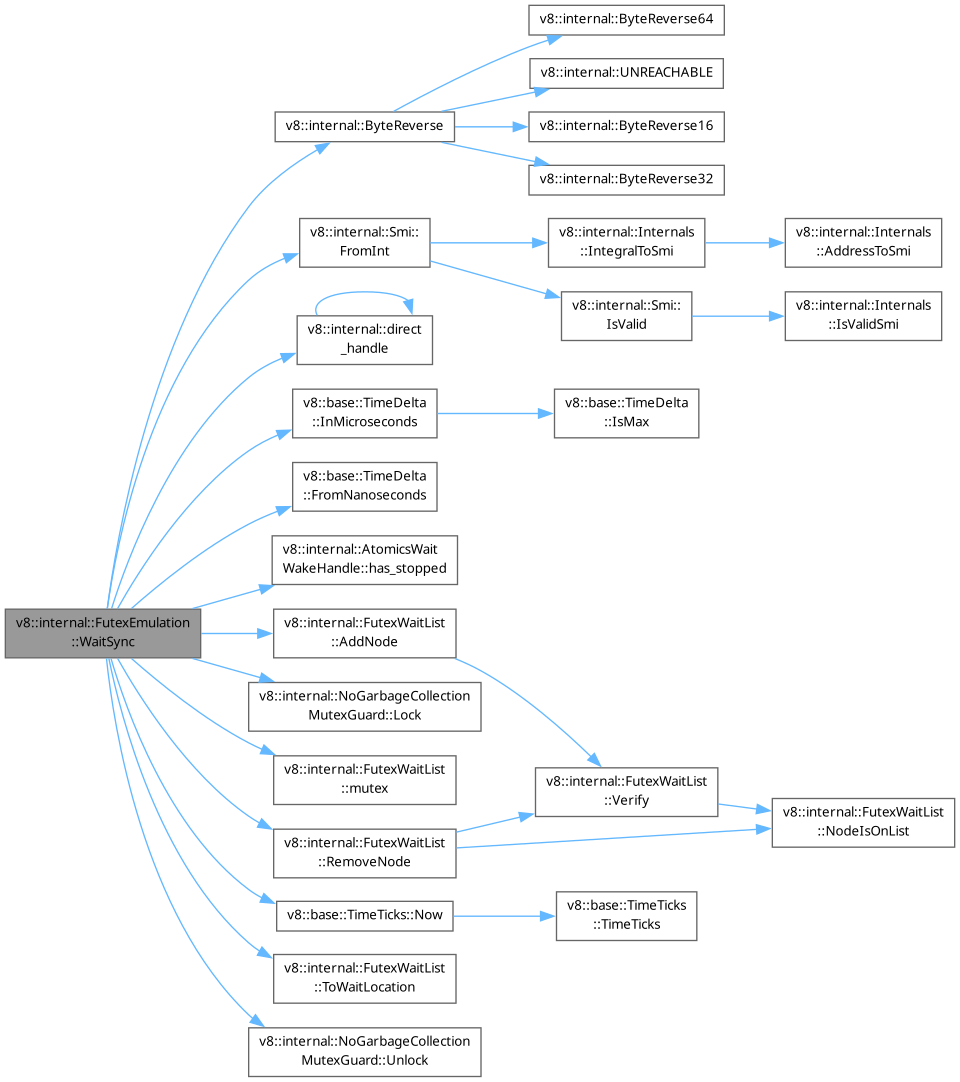 v8::internal::ByteReverse64
v8::internal::UNREACHABLE
v8::internal::ByteReverse
v8::internal::ByteReverse16
v8::internal::ByteReverse32
v8::internal::Smi::
FromInt
v8::internal::Internals
::IntegralToSmi
v8::internal::Internals
::AddressToSmi
v8::internal::Smi::
IsValid
v8::internal::Internals
::IsValidSmi
v8::internal::direct
_handle
v8::base::TimeDelta
::InMicroseconds
v8::base::TimeDelta
::IsMax
v8::base::TimeDelta
::FromNanoseconds
v8::internal::AtomicsWait
WakeHandle::has_stopped
v8::internal::FutexEmulation
::WaitSync
v8::internal::FutexWaitList
::AddNode
v8::internal::NoGarbageCollection
MutexGuard::Lock
v8::internal::FutexWaitList
::mutex
v8::internal::FutexWaitList
::Verify
v8::internal::FutexWaitList
::NodeIsOnList
v8::internal::FutexWaitList
::RemoveNode
v8::base::TimeTicks::Now
v8::base::TimeTicks
::TimeTicks
v8::internal::FutexWaitList
::ToWaitLocation
v8::internal::NoGarbageCollection
MutexGuard::Unlock